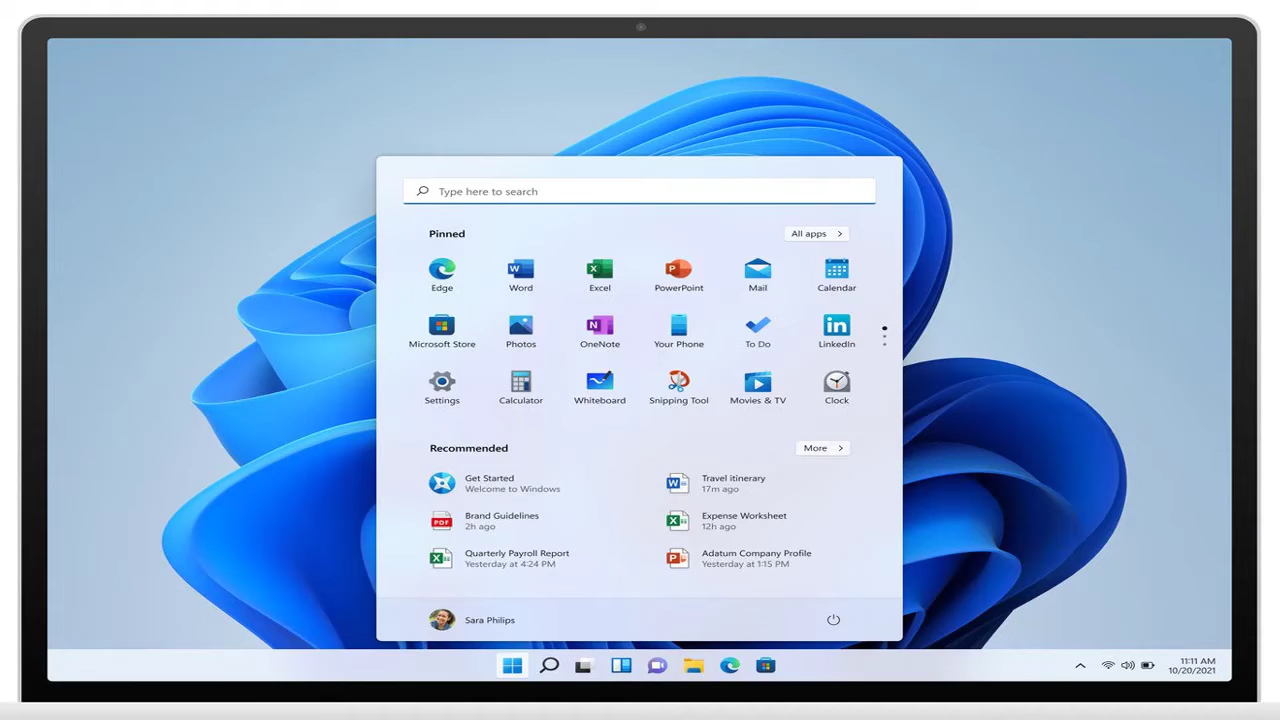 Type here to search
Pinned
All apps
Edge
Word
Excel
PowerPoint
Mail
Calendar
Microsoft Store
Photos
OneNote
Your Phone
To Do
LinkedIn
Settings
Calculator
Whiteboard
Snipping Tool
Movies & TV
Clock
Recommended
More
Get Started
Welcome to Windows
Travel itinerary
17m ago
Brand Guidelines
2h ago
Expense Worksheet
12h ago
Quarterly Payroll Report
Yesterday at 4:24 PM
Adatum Company Profile
Yesterday at 1:15 PM
Sara Philips
11:11 AM
10/20/2021